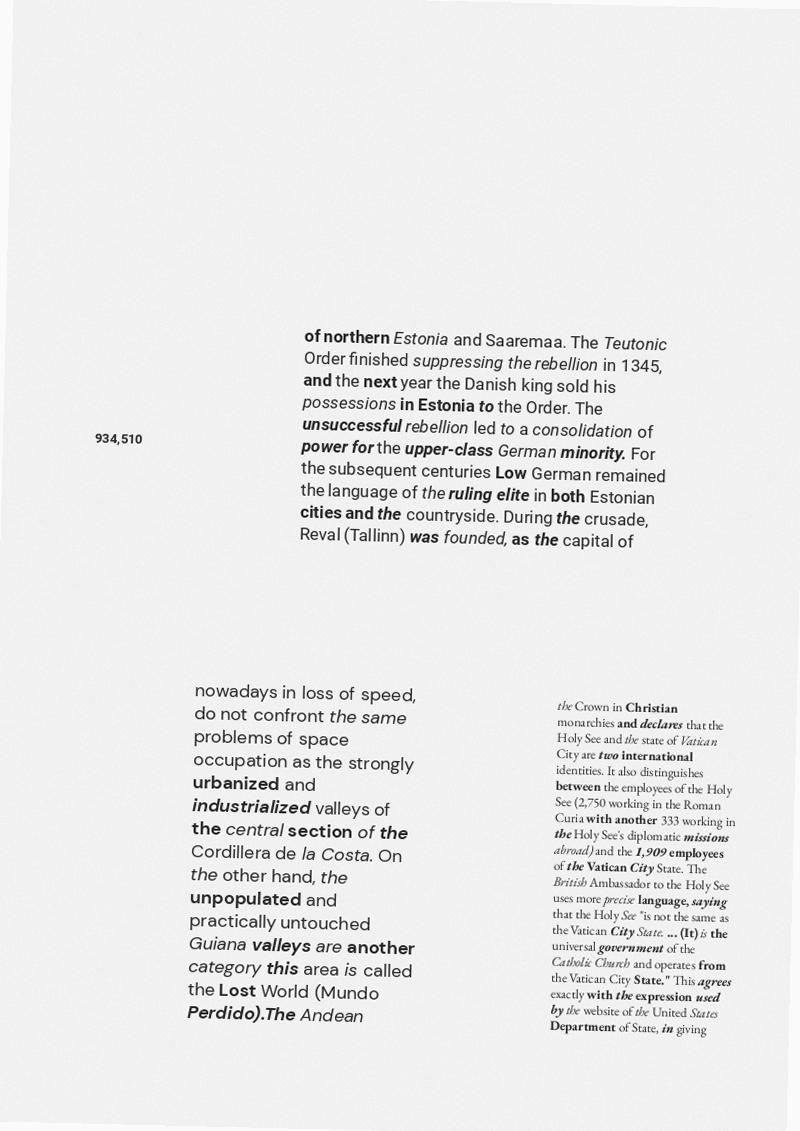 of northern Estonia and Saaremaa. The Teutonic
Order finished suppressing the rebellion in 1345,
and the next year the Danish king sold his
possessions in Estonia to the Order. The
unsuccessful rebellion led to a consolidation of
power for the upper-class German minority. For
the subsequent centuries Low German remained
the language of the ruling elite in both Estonian
cities and the countryside. During the crusade,
Reval (Tallinn) was founded, as the capital of
934,510
nowadays in loss of speed,
do not confront the same
problems of space
occupation as the strongly
urbanized and
industrialized valleys of
the central section of the
Cordillera de la Costa. On
the other hand, the
unpopulated and
practically untouched
Guiana valleys are another
category this area is called
the Lost World (Mundo
Perdido).The Andean
the Crown in Christian
monarchies and declares that the
Holy See and the state of Vatican
City are two international
identities. It also distinguishes
between the employees of the Holy
See (2,750 working in the Roman
Curia with another 333 working in
the Holy See's diplomatic missions
abroad) and the 1,909 employees
of the Vatican City State. The
British Ambassador to the Holy See
uses more precise language, saying
that the Holy See "is not the same as
the Vatican City State. ... (It) is the
universal government of the
Catholic Church and operates from
the Vatican City State." This agrees
exactly with the expression used
by the website of the United States
Department of State, in giving